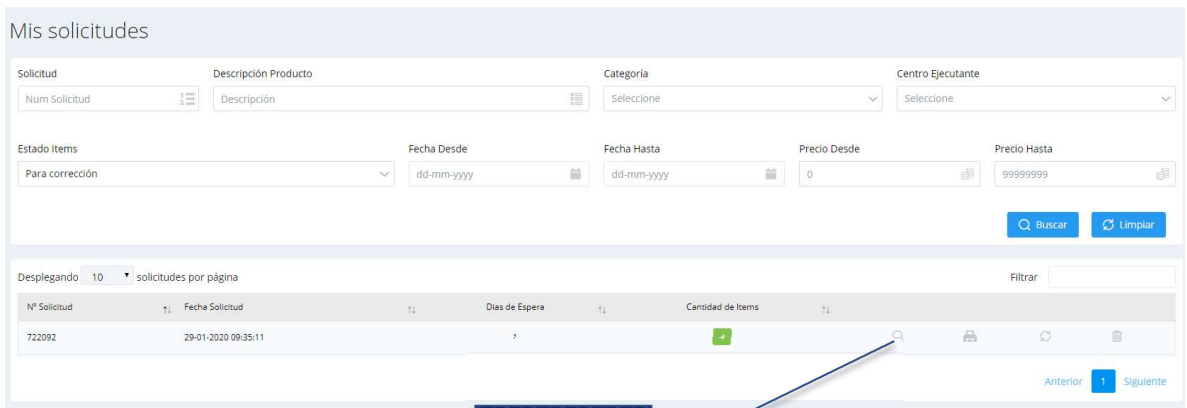 Mis solicitudes
Solicitud Descripción Producto Categoría Centro Ejecutante
Num Solicitud Descripción Seleccione Seleccione
Estado Items Fecha Desde Fecha Hasta Precio Desde Precio Hasta
Para corrección dd-mm-yyyy dd-mm-yyyy 0 99999999
Buscar Limpiar
Desplegando 10 solicitudes por página Filtrar
N° Solicitud Fecha Solicitud Dias de Espera Cantidad de Items
722092 29-01-2020 09:35:11
Anterior 1 Siguiente